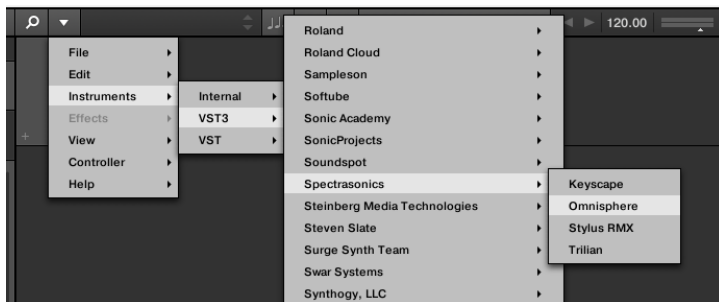 120.00
File
Edit
Instruments
Effects
View
Controller
Help
Internal
VST3
VST
Roland
Roland Cloud
Sampleson
Softube
Sonic Academy
SonicProjects
Soundspot
Spectrasonics
Steinberg Media Technologies
Steven Slate
Surge Synth Team
Swar Systems
Synthogy, LLC
Keyscape
Omnisphere
Stylus RMX
Trilian